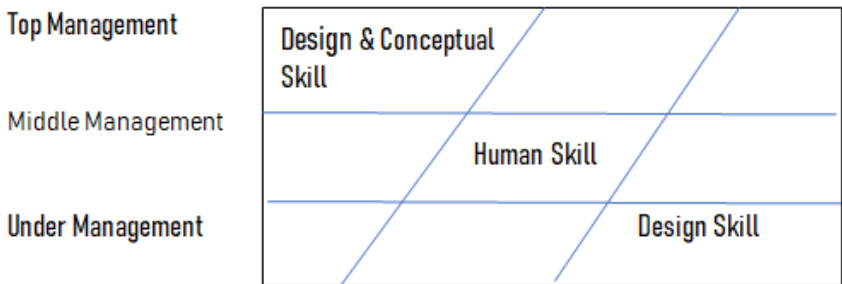 Top Management
Design & Conceptual
Skill
Middle Management
Human Skill
Under Management
Design Skill